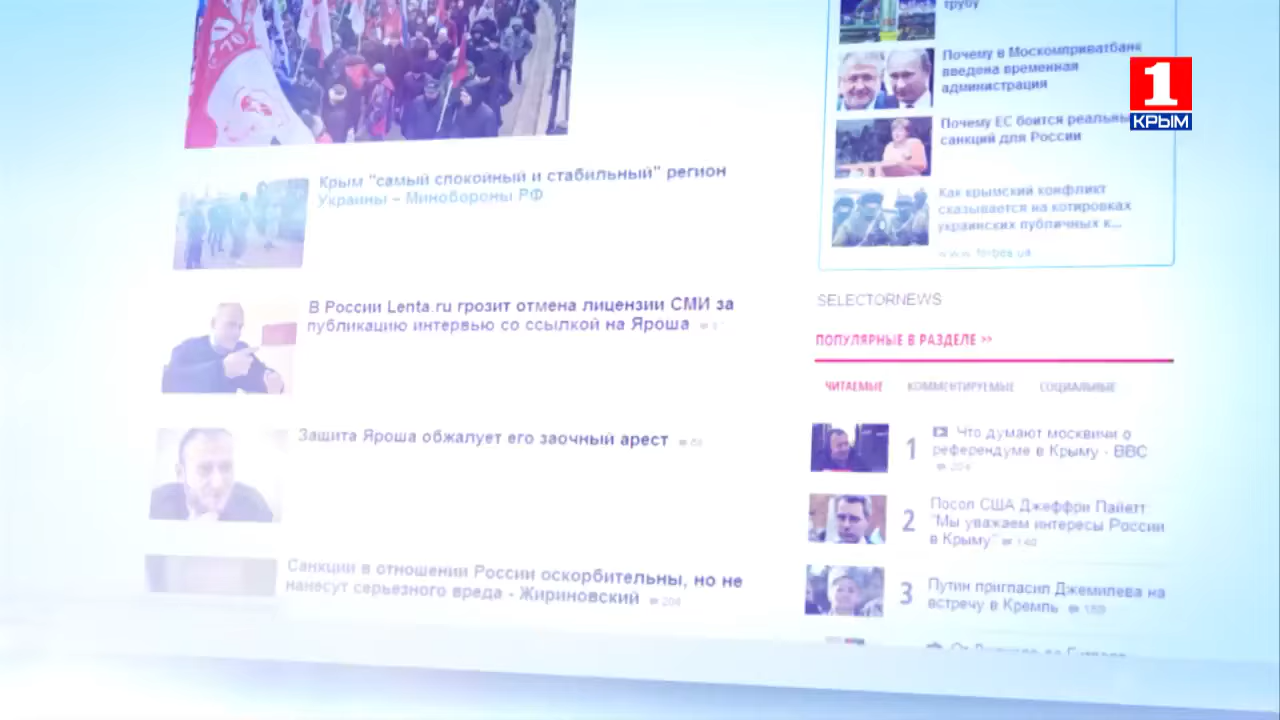 Крым "самый спокойный и стабильный" регион
Украины – Минобороны РФ
В России Lenta.ru грозит отмена лицензии СМИ за
публикацию интервью со ссылкой на Яроша
Защита Яроша обжалует его заочный арест
Санкции в отношении России оскорбительны, но не
нанесут серьезного вреда - Жириновский 204
трубу
Почему в Москомприватбанк
введена временная
администрация
1
КРЫМ
Почему ЕС боится реальны
санкций для России
Как крымский конфликт
сказывается на котировках
украинских публичных к...
www.forbes.ua
SELECTORNEWS
ПОПУЛЯРНЫЕ В РАЗДЕЛЕ >>
ЧИТАЕМЫЕ КОММЕНТИРУЕМЫЕ СОЦИАЛЬНЫЕ
1 Что думают москвичи о
референдуме в Крыму - BBC
204
2 Посол США Джеффри Пайетт:
"Мы уважаем интересы России
в Крыму"
3 Путин пригласил Джемилева на
встречу в Кремль